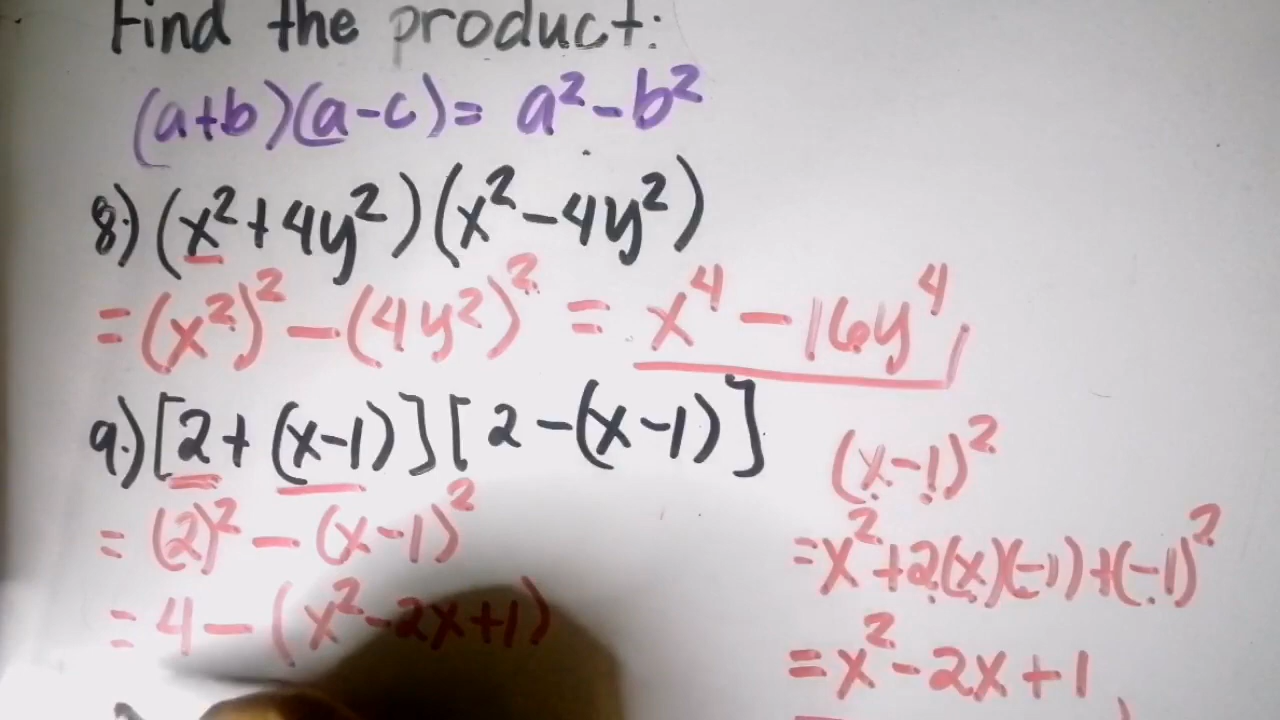 Find the product:
(a+b)(a-c) = a² - b²
8.) (x² + 4y²)(x² - 4y²)
= (x²)² - (4y²)² = x⁴ - 16y⁴
9.) [2 + (x-1)][2 - (x-1)]
= (2)² - (x-1)²
= 4 - (x² - 2x + 1)
(x-1)²
= x² + 2(x)(-1) + (-1)²
= x² - 2x + 1